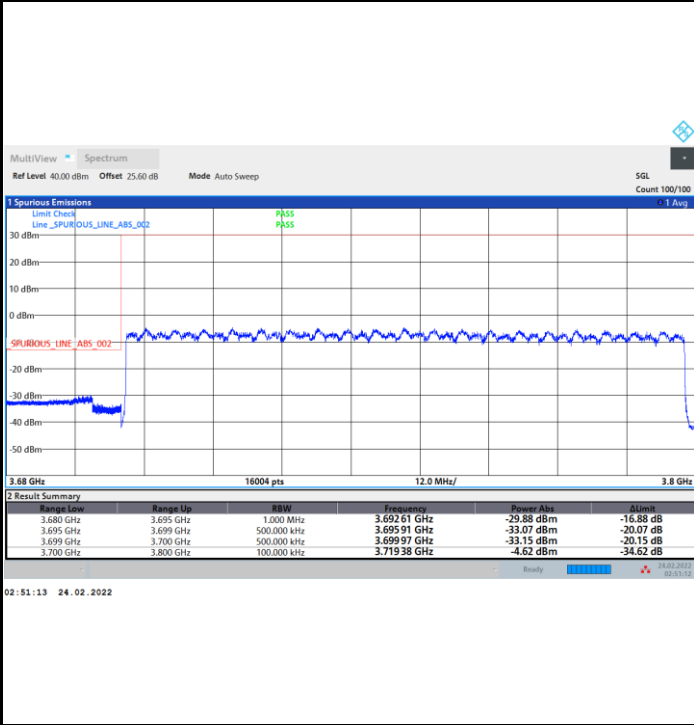 MultiView Spectrum
Ref Level 40.00 dBm Offset 25.60 dB Mode Auto Sweep SGL
Count 100/100
1 Spurious Emissions 1 Avg
Limit Check PASS
Line _SPURIOUS_LINE_ABS_002 PASS
30 dBm
20 dBm
10 dBm
0 dBm
_SPURIOUS_LINE_ABS_002
-20 dBm
-30 dBm
-40 dBm
-50 dBm
3.68 GHz 16004 pts 12.0 MHz/ 3.8 GHz
2 Result Summary
Range Low Range Up RBW Frequency Power Abs ΔLimit
3.680 GHz 3.695 GHz 1.000 MHz 3.692 61 GHz -29.88 dBm -16.88 dB
3.695 GHz 3.699 GHz 500.000 kHz 3.695 91 GHz -33.07 dBm -20.07 dB
3.699 GHz 3.700 GHz 500.000 kHz 3.699 97 GHz -33.15 dBm -20.15 dB
3.700 GHz 3.800 GHz 100.000 kHz 3.719 38 GHz -4.62 dBm -34.62 dB
Ready 24.02.2022
02:51:12
02:51:13 24.02.2022